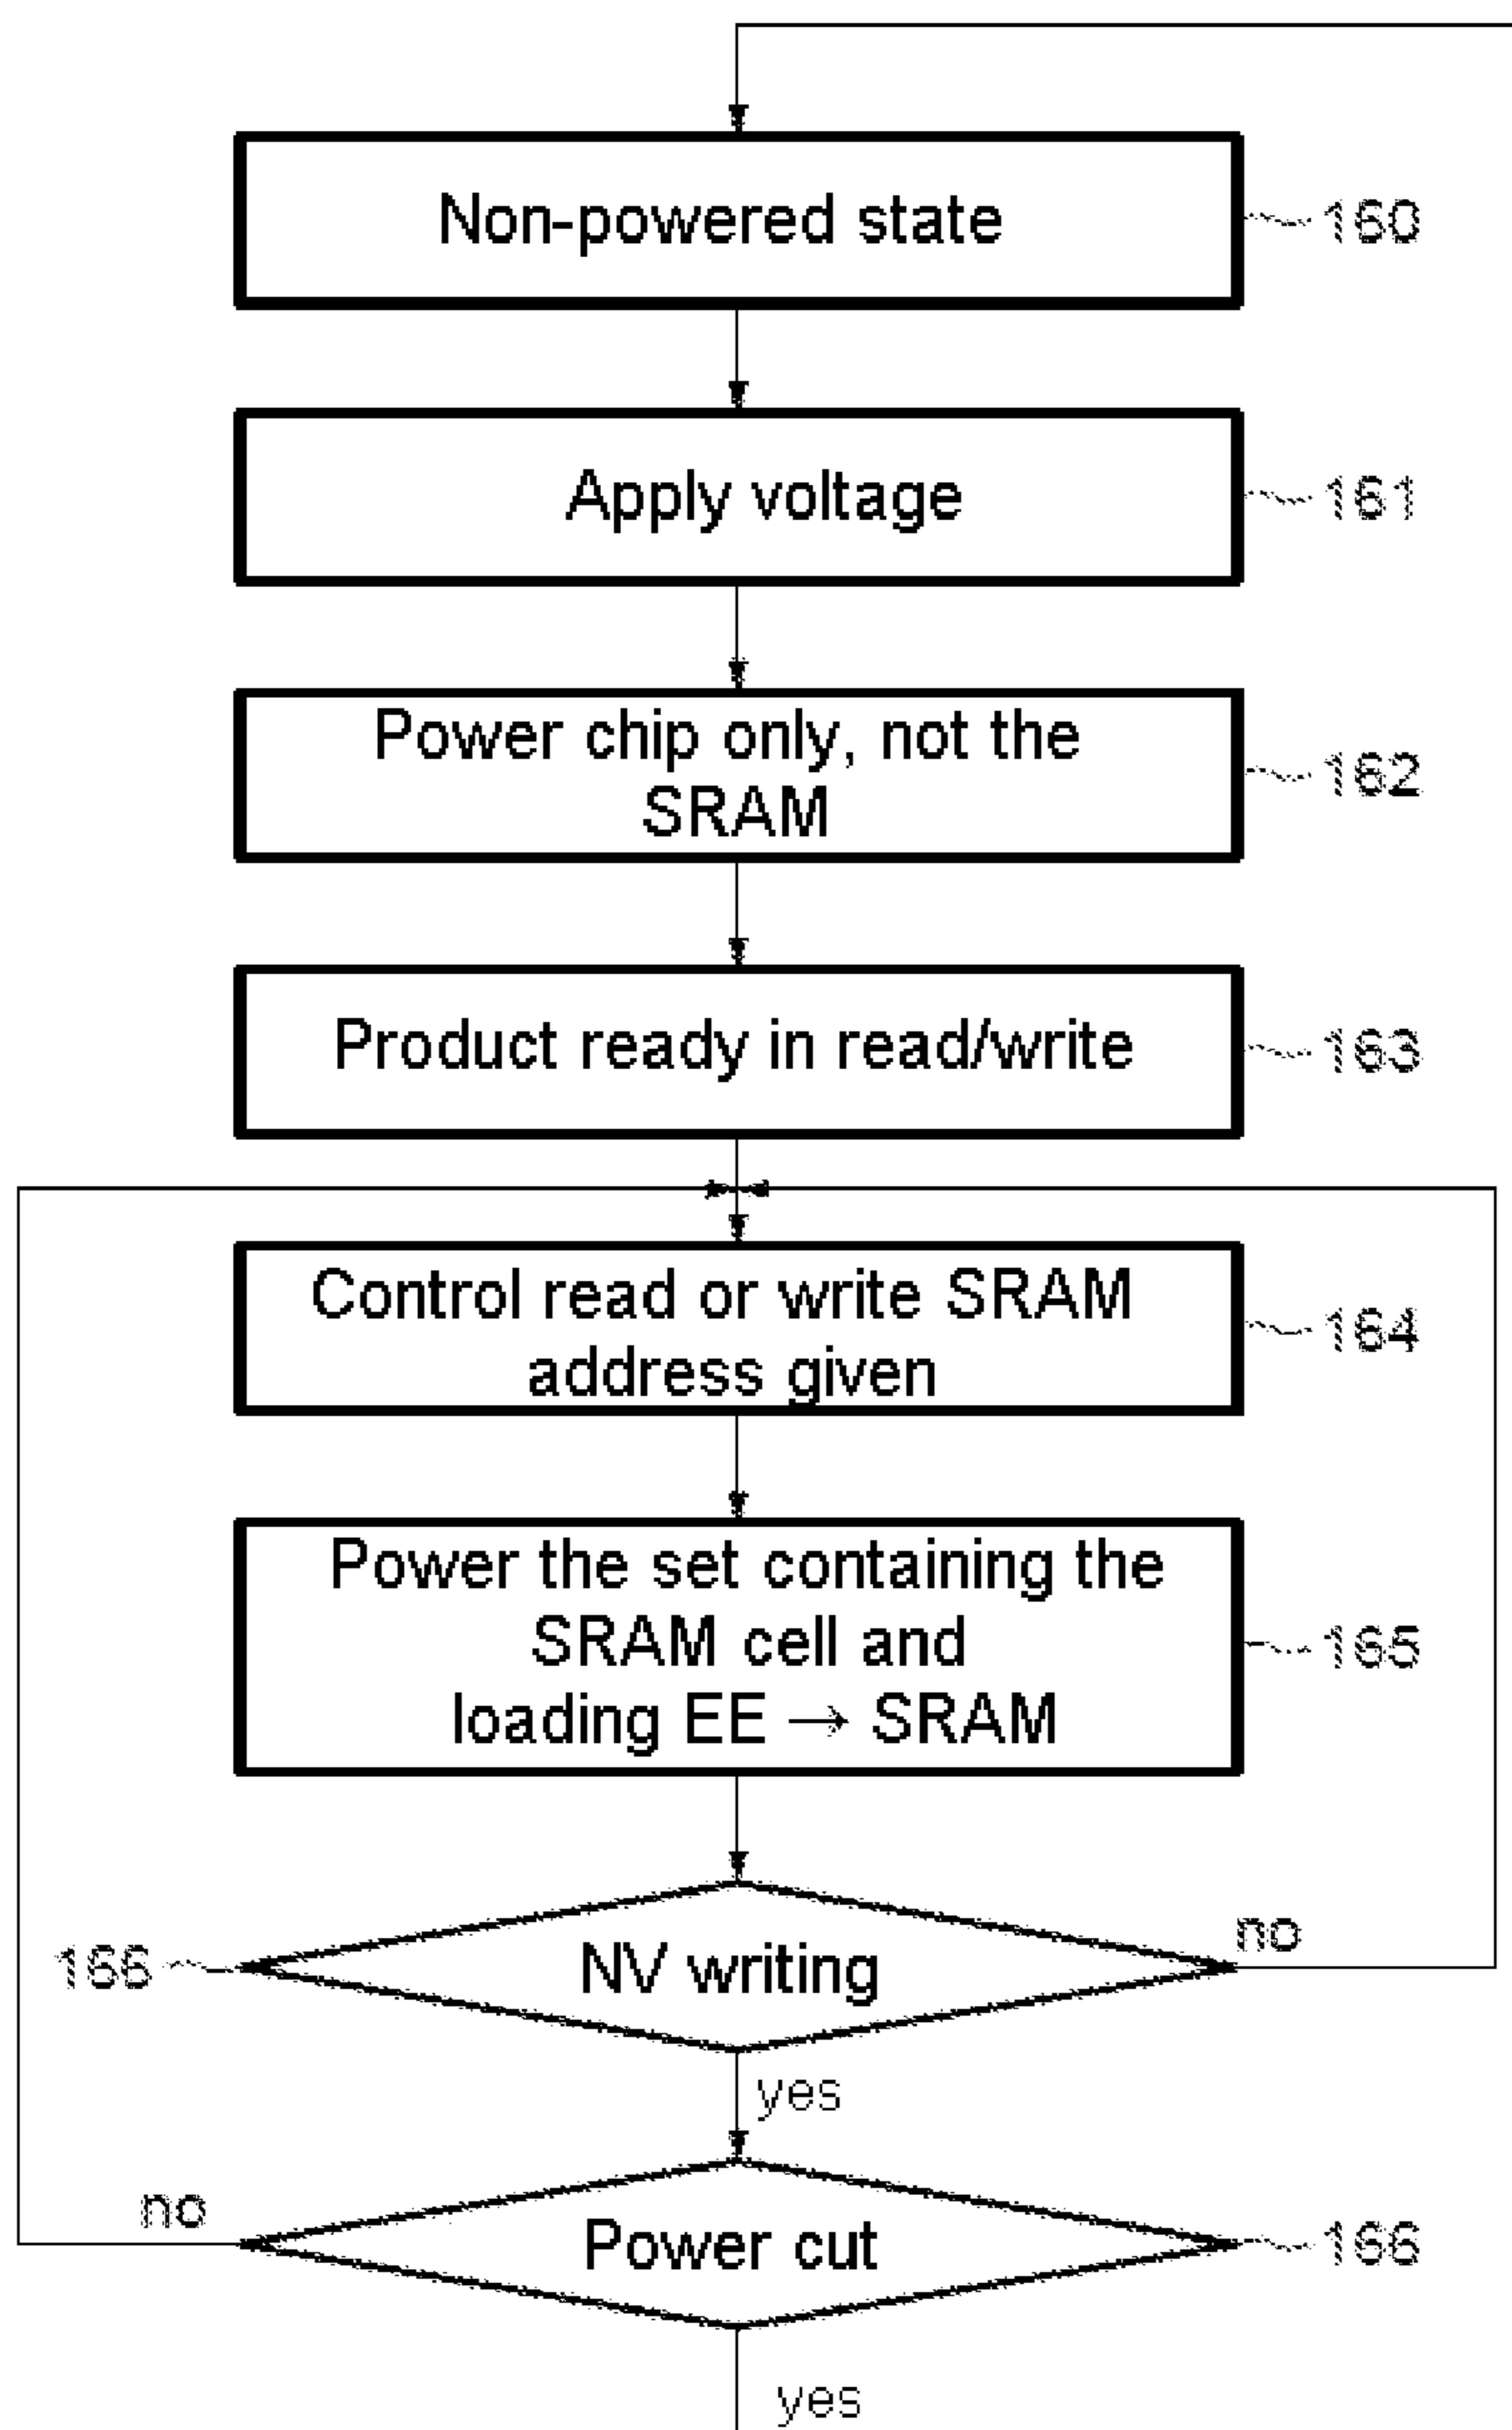 Non-powered state
160
Apply voltage
161
Power chip only, not the
SRAM
162
Product ready in read/write
163
Control read or write SRAM
address given
164
Power the set containing the
SRAM cell and
loading EE → SRAM
165
no
166
NV writing
yes
no
Power cut
166
yes